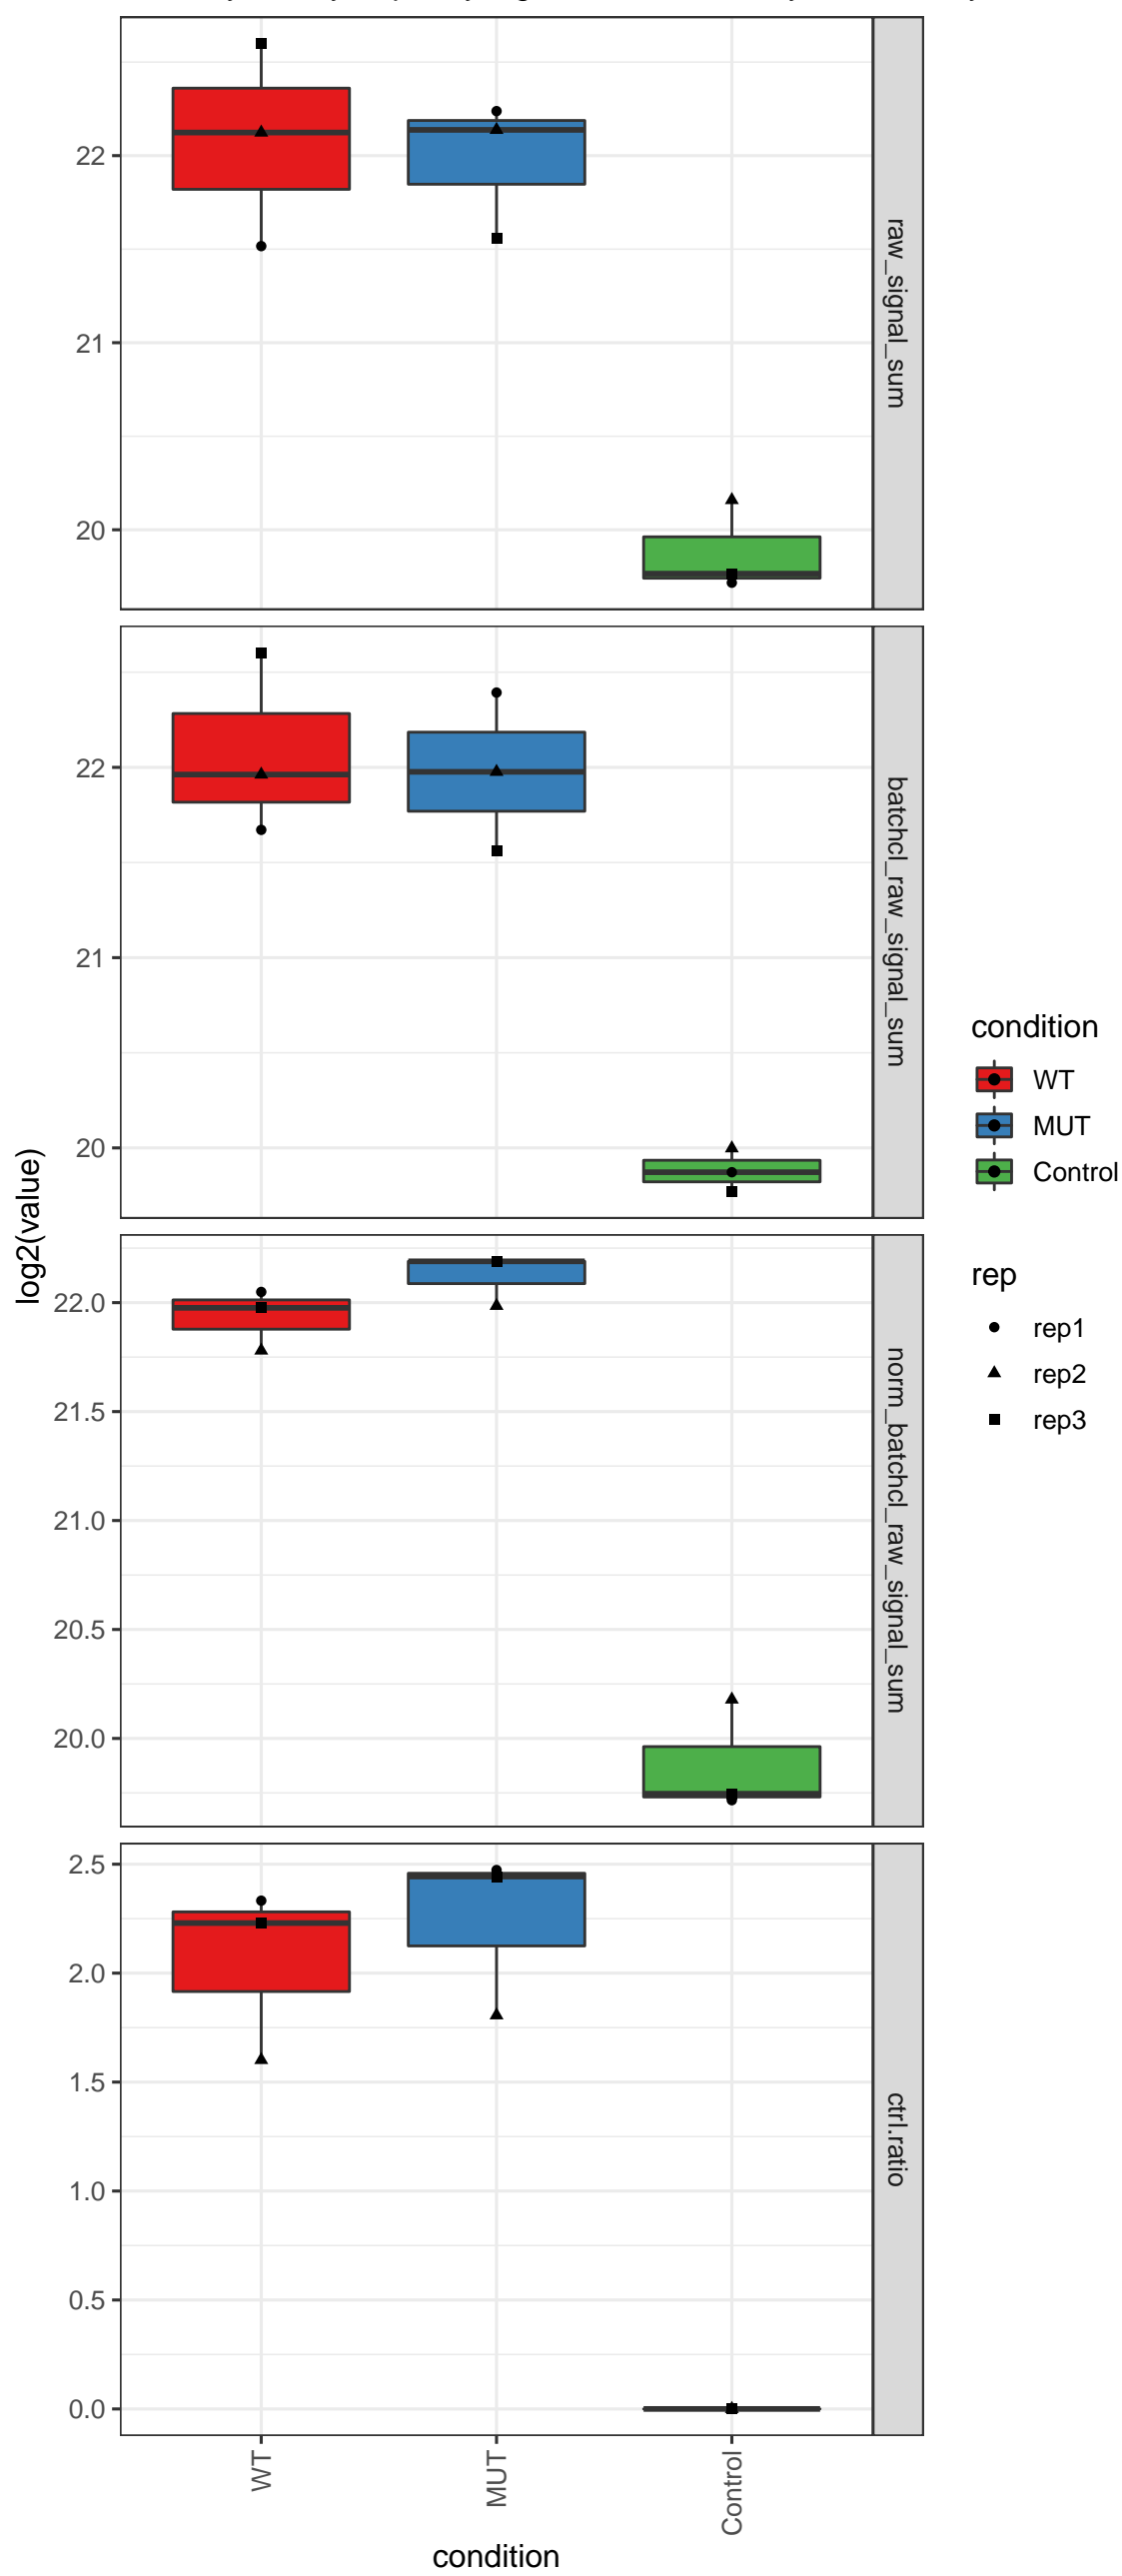 22
21
20
raw_signal_sum
22
21
20
batchcl_raw_signal_sum
22.0
21.5
21.0
20.5
20.0
norm_batchcl_raw_signal_sum
2.5
2.0
1.5
1.0
0.5
0.0
ctrl.ratio
log2(value)
WT
MUT
Control
condition
condition
WT
MUT
Control
rep
rep1
rep2
rep3